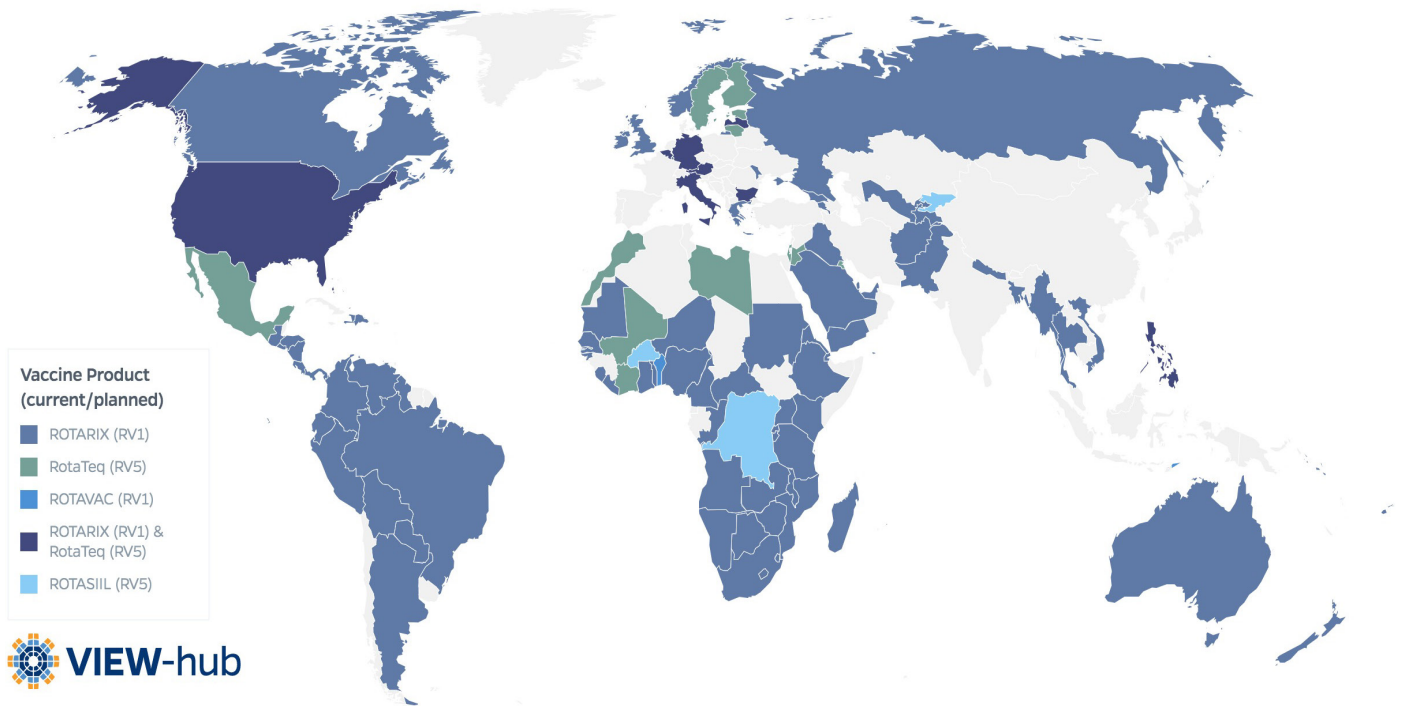 Vaccine Product
(current/planned)
ROTARIX (RV1)
RotaTeq (RV5)
ROTAVAC (RV1)
ROTARIX (RV1) &
RotaTeq (RV5)
ROTASIIL (RV5)
VIEW-hub